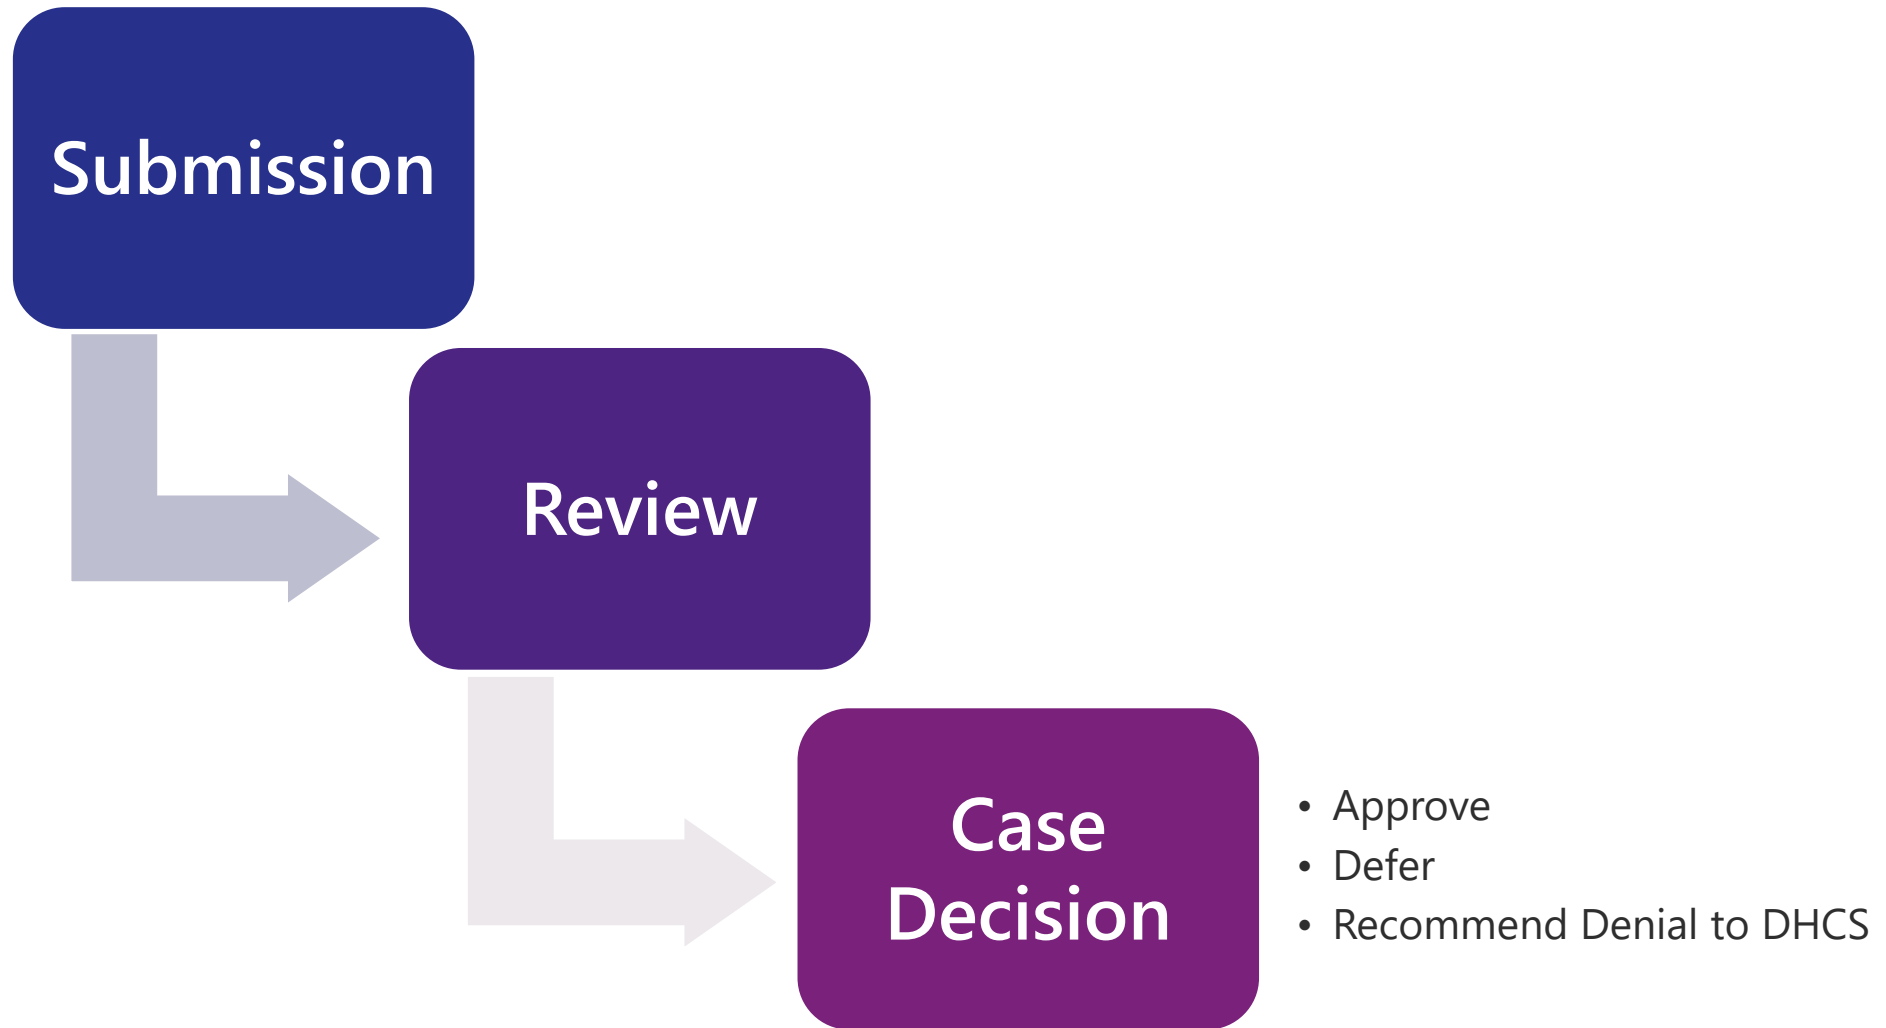 Submission
Review
Case
Decision
• Approve
• Defer
• Recommend Denial to DHCS